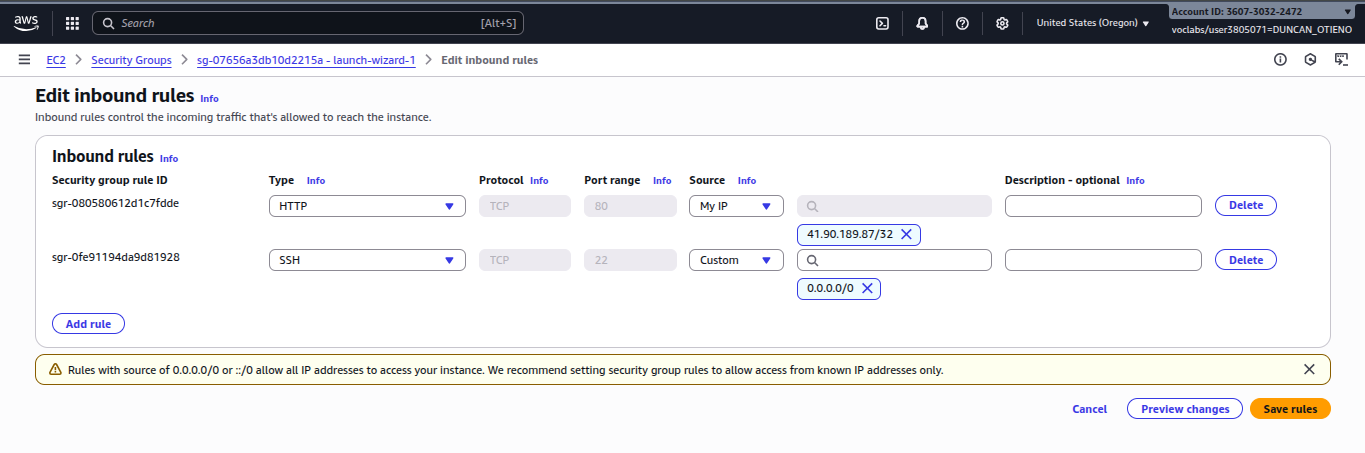 aws
Search
[Alt+S]
United States (Oregon)
Account ID: 3607-3032-2472
voclabs/user3805071=DUNCAN_OTIENO
EC2 > Security Groups > sg-07656a3db10d2215a - launch-wizard-1 > Edit inbound rules
Edit inbound rules Info
Inbound rules control the incoming traffic that's allowed to reach the instance.
Inbound rules Info
Security group rule ID Type Info Protocol Info Port range Info Source Info Description - optional Info
sgr-080580612d1c7fdde HTTP TCP 80 My IP Delete
41.90.189.87/32
sgr-0fe91194da9d81928 SSH TCP 22 Custom Delete
0.0.0.0/0
Add rule
Rules with source of 0.0.0.0/0 or ::/0 allow all IP addresses to access your instance. We recommend setting security group rules to allow access from known IP addresses only.
Cancel Preview changes Save rules